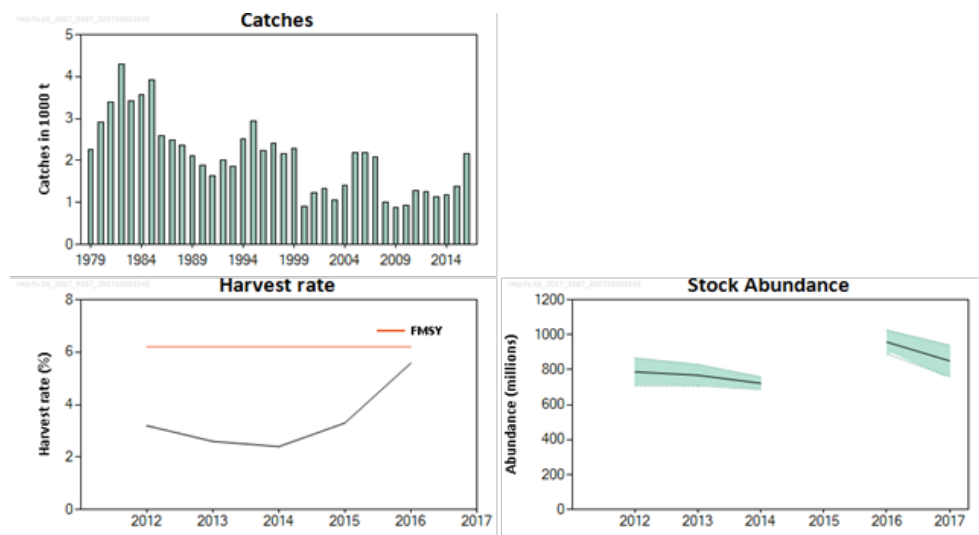 Catches
Catches in 1000 t
5
4
3
2
1
0
1979 1984 1989 1994 1999 2004 2009 2014
Harvest rate
Harvest rate (%)
8
6
4
2
0
FMSY
2012 2013 2014 2015 2016 2017
Stock Abundance
Abundance (millions)
1200
1000
800
600
400
200
0
2012 2013 2014 2015 2016 2017